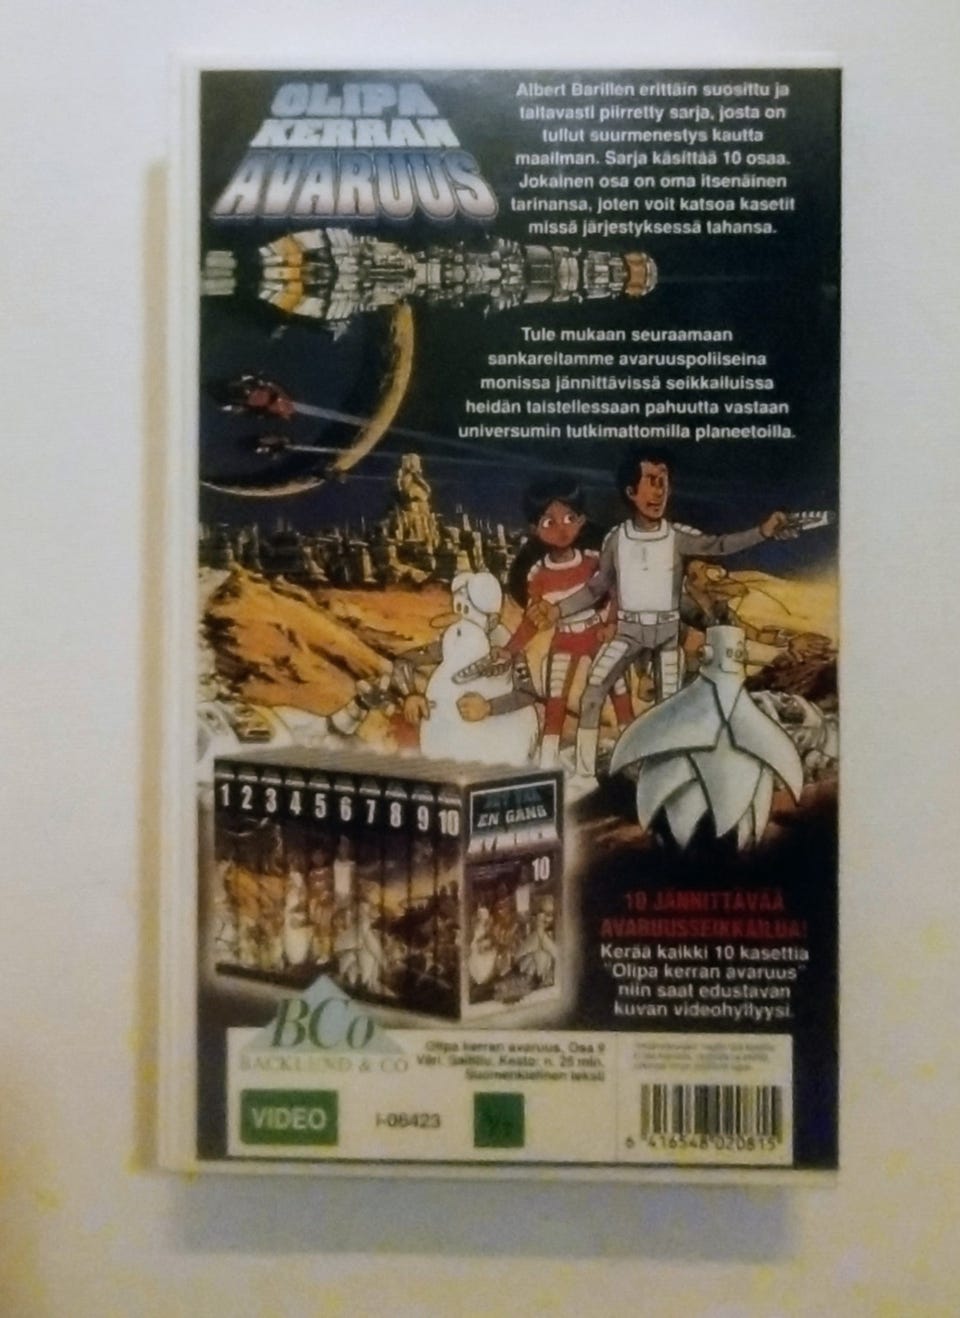 OLIPA
KERRAN
AVARUUS
Albert Barillen erittäin suosittu ja
taitavasti piirretty sarja, josta on
tullut suurmenestys kautta
maailman. Sarja käsittää 10 osaa.
Jokainen osa on oma itsenäinen
tarinansa, joten voit katsoa kasetit
missä järjestyksessä tahansa.
Tule mukaan seuraamaan
sankareitamme avaruuspoliiseina
monissa jännittävissä seikkailuissa
heidän taistellessaan pahuutta vastaan
universumin tutkimattomilla planeetoilla.
1 2 3 4 5 6 7 8 9 10
EN GANG
10
10 JÄNNITTÄVÄÄ
AVARUUSSEIKKAILUA!
Kerää kaikki 10 kasettia
"Olipa kerran avaruus"
niin saat edustavan
kuvan videohyllyysi.
BCo
BACKLUND & CO
Olipa kerran avaruus, Osa 9
Väri. Kesto: n. 25 min.
Suomenkielinen teksti
VIDEO
I-06423
6 416548 020815